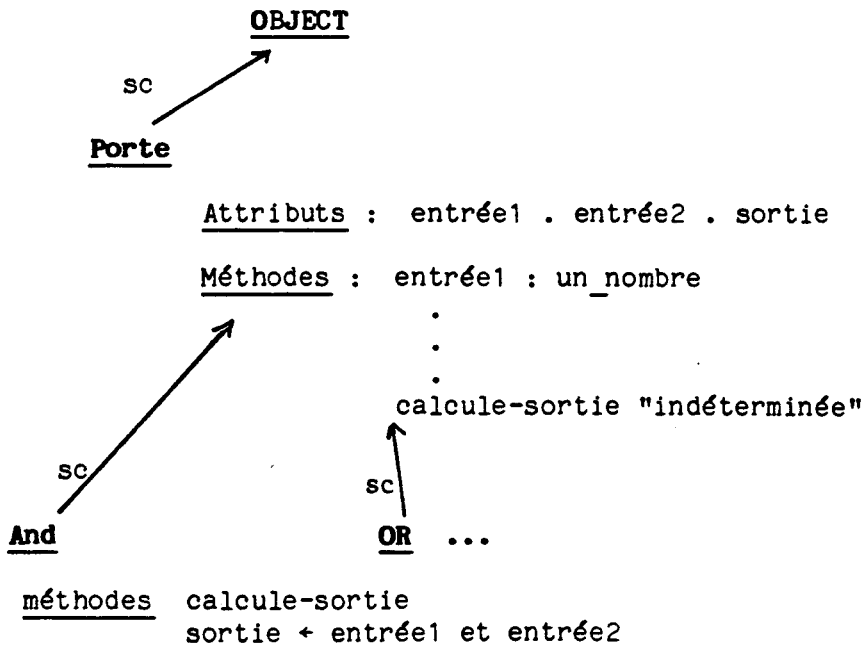 OBJECT
sc
Porte
Attributs : entrée1 . entrée2 . sortie
Méthodes : entrée1 : un_nombre
.
.
.
calcule-sortie "indéterminée"
sc
sc
And
OR ...
méthodes calcule-sortie
sortie ← entrée1 et entrée2